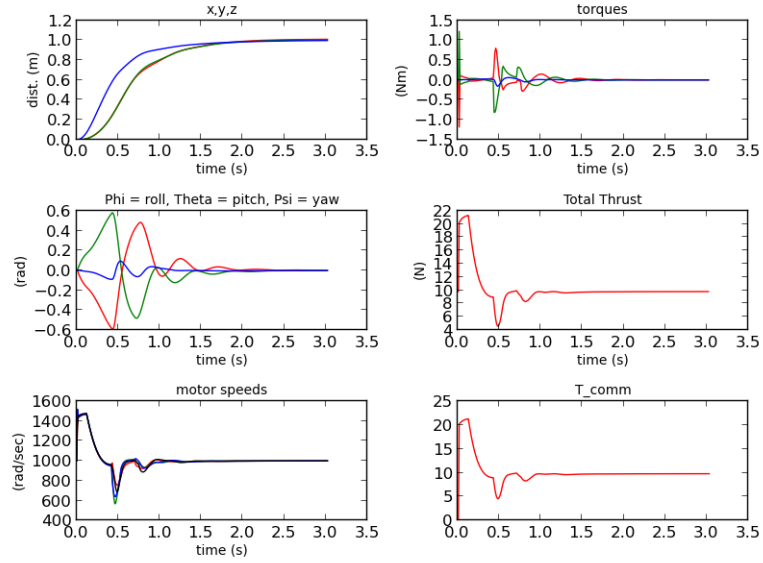 x,y,z
1.2
1.0
0.8
0.6
0.4
0.2
0.0
dist. (m)
0.0 0.5 1.0 1.5 2.0 2.5 3.0 3.5
time (s)
torques
1.5
1.0
0.5
0.0
−0.5
−1.0
−1.5
(Nm)
0.0 0.5 1.0 1.5 2.0 2.5 3.0 3.5
time (s)
Phi = roll, Theta = pitch, Psi = yaw
0.6
0.4
0.2
0.0
−0.2
−0.4
−0.6
(rad)
0.0 0.5 1.0 1.5 2.0 2.5 3.0 3.5
time (s)
Total Thrust
22
20
18
16
14
12
10
8
6
4
(N)
0.0 0.5 1.0 1.5 2.0 2.5 3.0 3.5
time (s)
motor speeds
1600
1400
1200
1000
800
600
400
(rad/sec)
0.0 0.5 1.0 1.5 2.0 2.5 3.0 3.5
time (s)
T_comm
25
20
15
10
5
0
0.0 0.5 1.0 1.5 2.0 2.5 3.0 3.5
time (s)